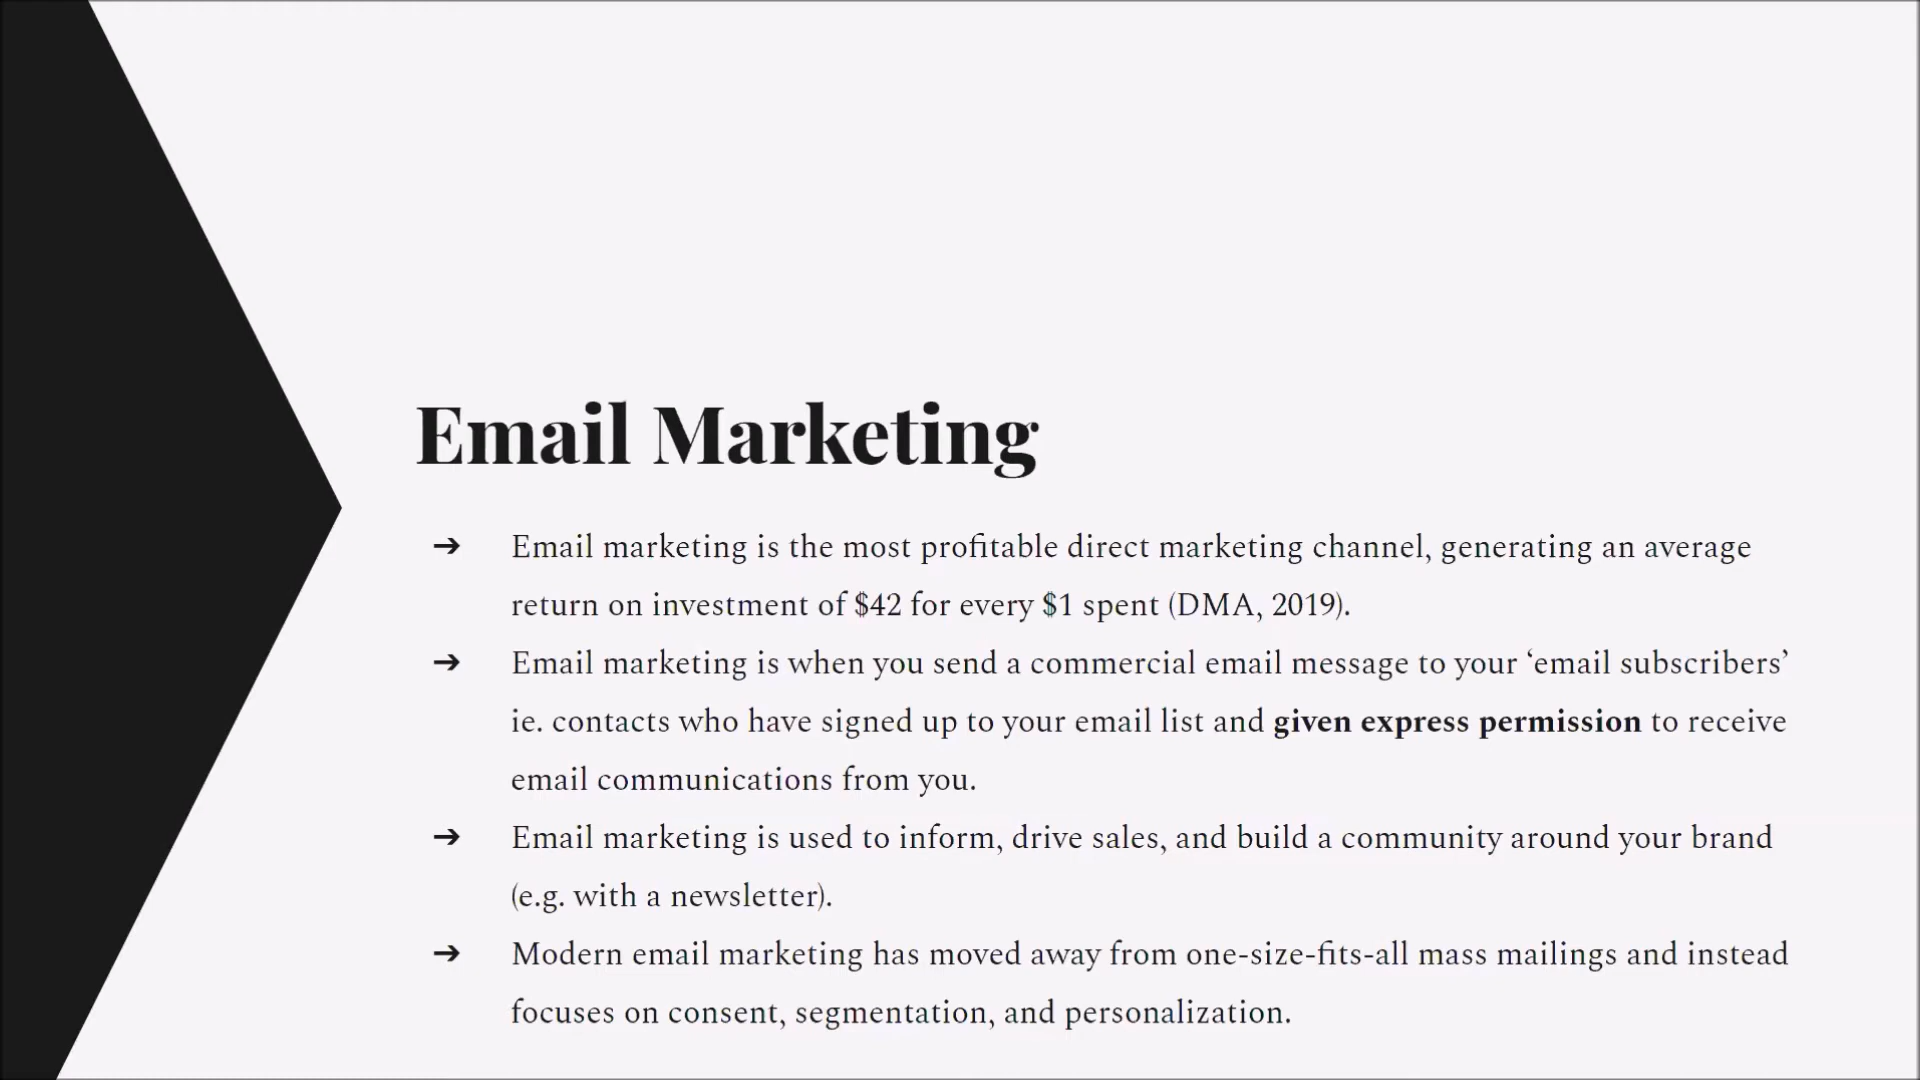 Email Marketing
➔ Email marketing is the most profitable direct marketing channel, generating an average
return on investment of $42 for every $1 spent (DMA, 2019).
➔ Email marketing is when you send a commercial email message to your ‘email subscribers’
ie. contacts who have signed up to your email list and given express permission to receive
email communications from you.
➔ Email marketing is used to inform, drive sales, and build a community around your brand
(e.g. with a newsletter).
➔ Modern email marketing has moved away from one-size-fits-all mass mailings and instead
focuses on consent, segmentation, and personalization.